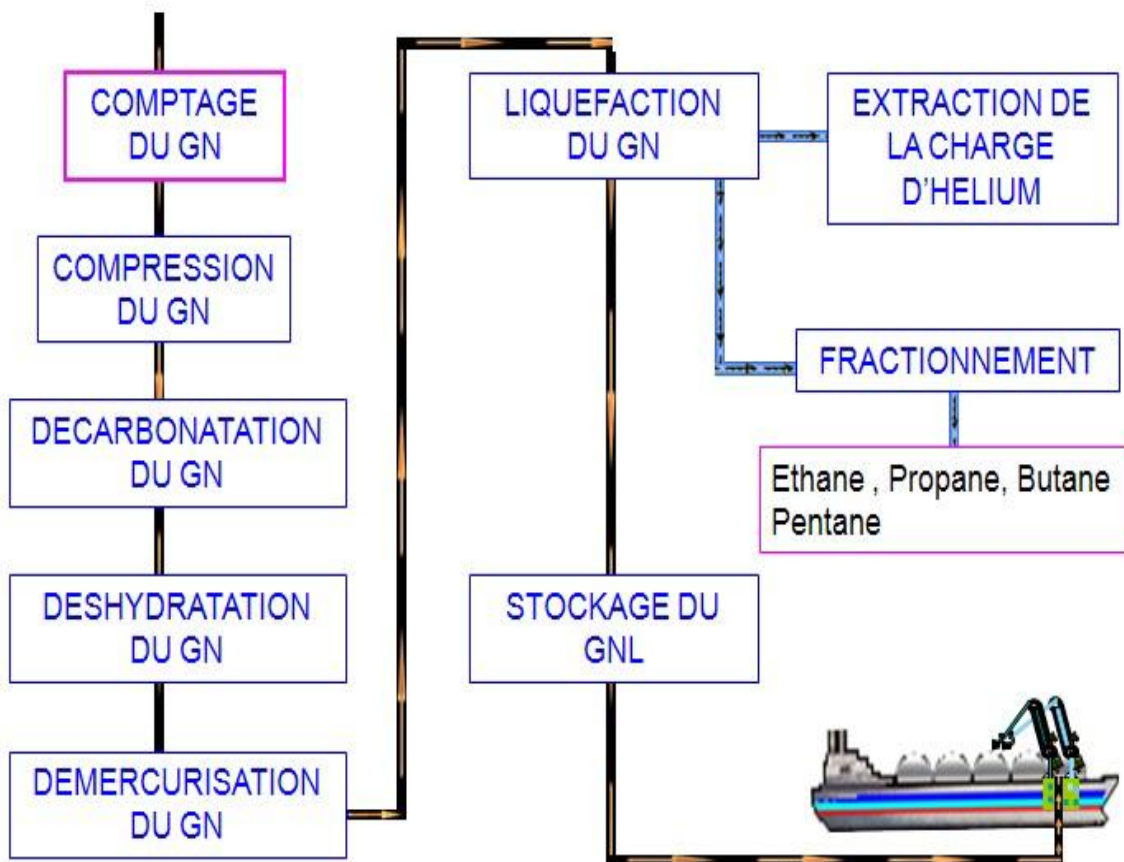 COMPTAGE
DU GN
COMPRESSION
DU GN
DECARBONATATION
DU GN
DESHYDRATATION
DU GN
DEMERCURISATION
DU GN
LIQUEFACTION
DU GN
EXTRACTION DE
LA CHARGE
D’HELIUM
FRACTIONNEMENT
Ethane , Propane, Butane
Pentane
STOCKAGE DU
GNL